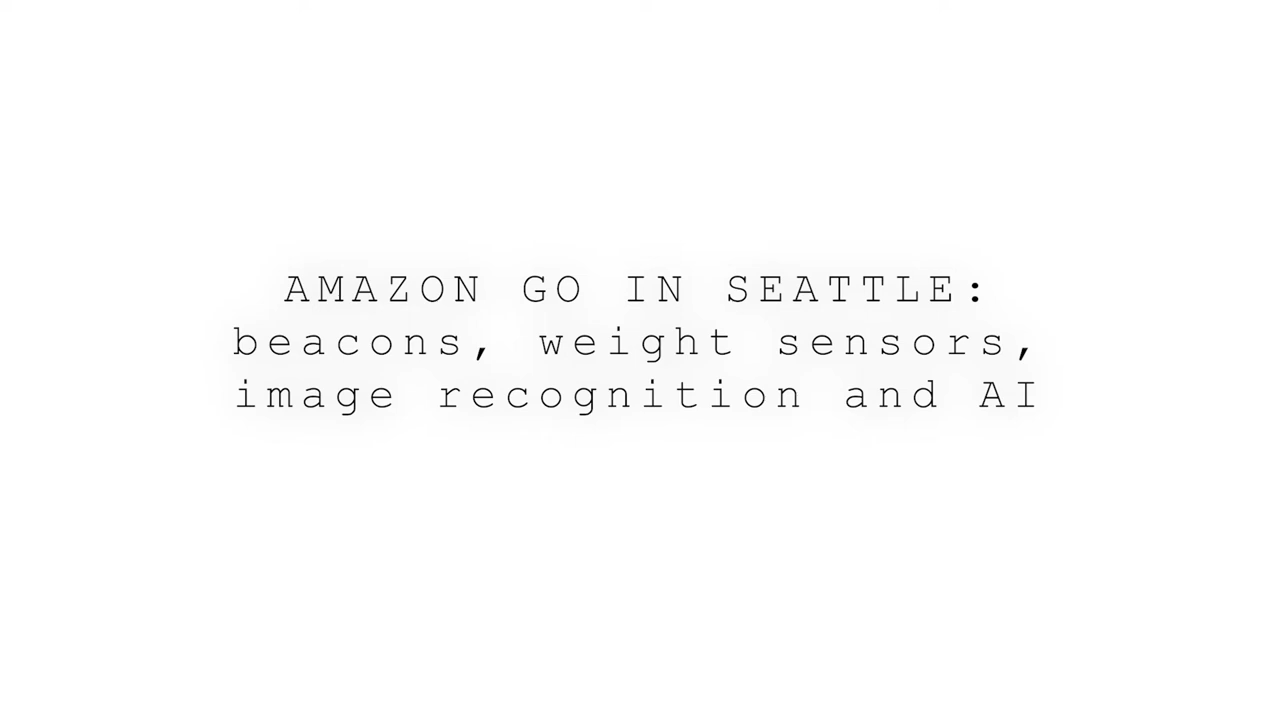 AMAZON GO IN SEATTLE:
beacons, weight sensors,
image recognition and AI